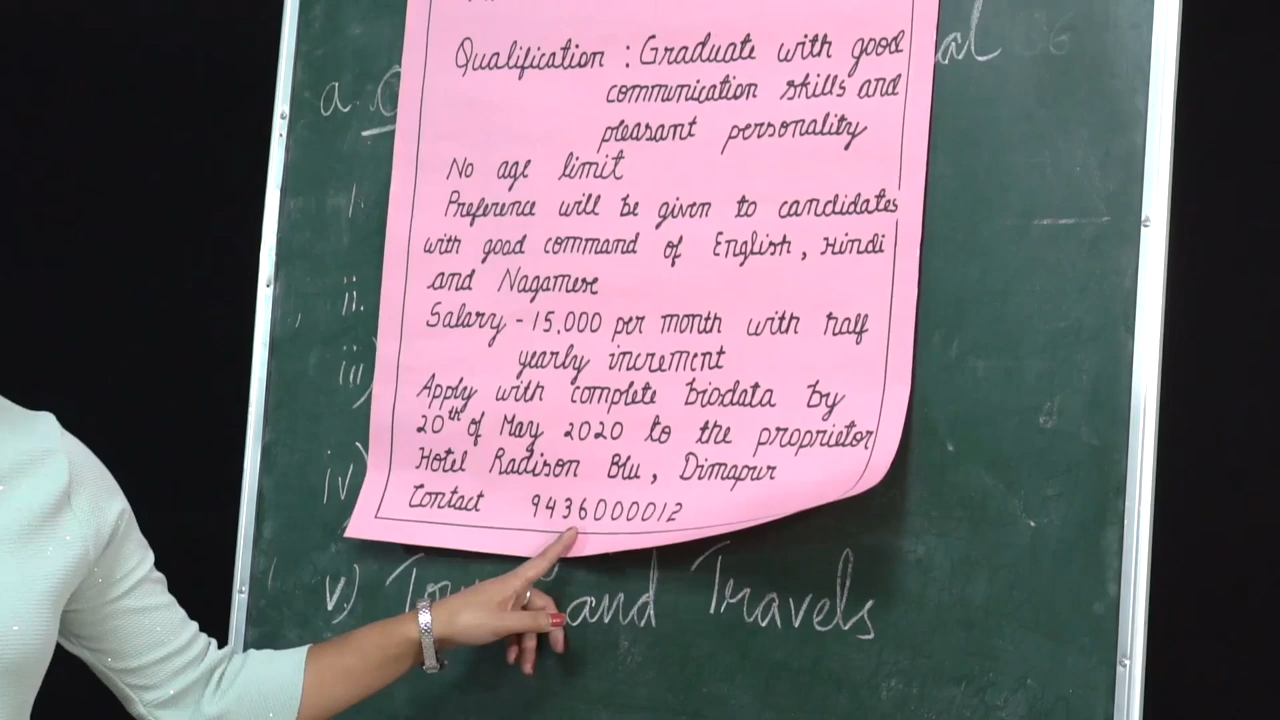 Qualification : Graduate with good
communication skills and
pleasant personality
No age limit
Preference will be given to candidates
with good command of English, Hindi
and Nagamese
Salary - 15,000 per month with half
yearly increment
Apply with complete biodata by
20th of May 2020 to the proprietor
Hotel Radison Blu, Dimapur
Contact 9436000012
a.
i.
ii.
iii)
iv)
v.) and Travels